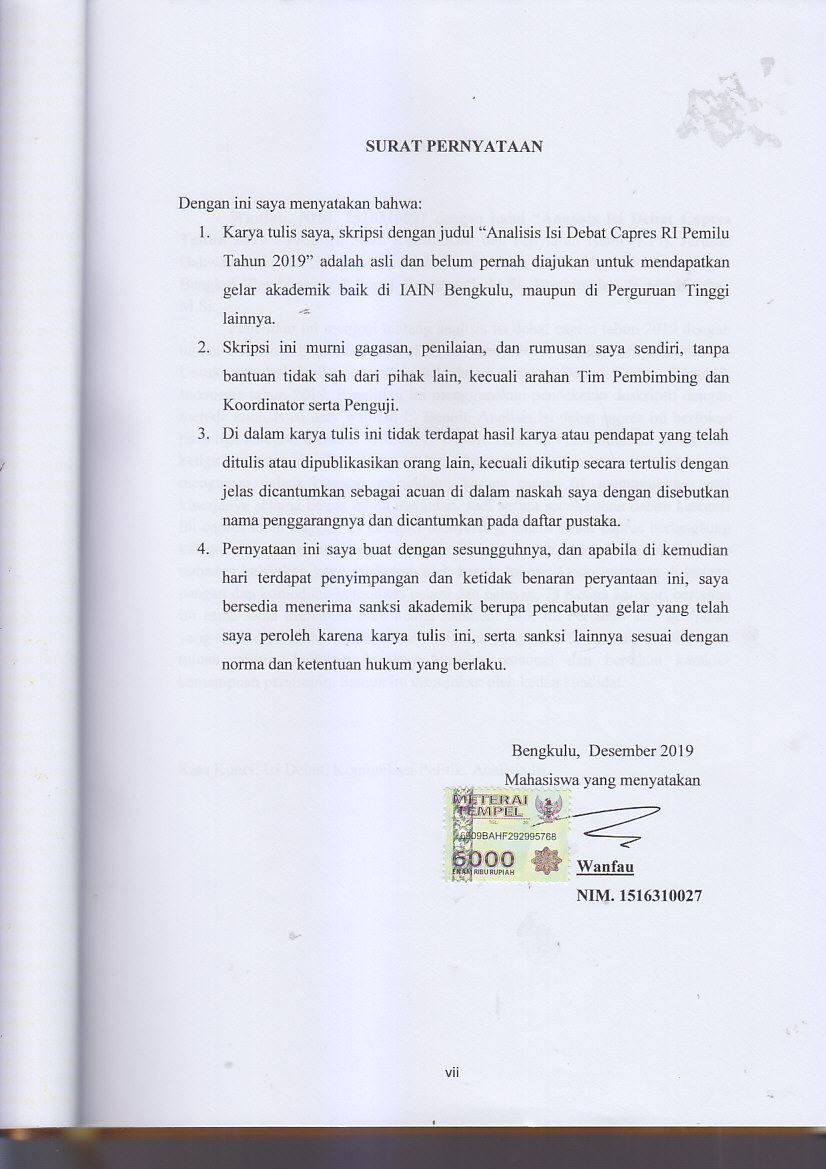 SURAT PERNYATAAN
Dengan ini saya menyatakan bahwa:
1. Karya tulis saya, skripsi dengan judul “Analisis Isi Debat Capres RI Pemilu
Tahun 2019” adalah asli dan belum pernah diajukan untuk mendapatkan
gelar akademik baik di IAIN Bengkulu, maupun di Perguruan Tinggi
lainnya.
2. Skripsi ini murni gagasan, penilaian, dan rumusan saya sendiri, tanpa
bantuan tidak sah dari pihak lain, kecuali arahan Tim Pembimbing dan
Koordinator serta Penguji.
3. Di dalam karya tulis ini tidak terdapat hasil karya atau pendapat yang telah
ditulis atau dipublikasikan orang lain, kecuali dikutip secara tertulis dengan
jelas dicantumkan sebagai acuan di dalam naskah saya dengan disebutkan
nama penggarangnya dan dicantumkan pada daftar pustaka.
4. Pernyataan ini saya buat dengan sesungguhnya, dan apabila di kemudian
hari terdapat penyimpangan dan ketidak benaran peryantaan ini, saya
bersedia menerima sanksi akademik berupa pencabutan gelar yang telah
saya peroleh karena karya tulis ini, serta sanksi lainnya sesuai dengan
norma dan ketentuan hukum yang berlaku.
Bengkulu, Desember 2019
Mahasiswa yang menyatakan
METERAI
TEMPEL
TGL. 20
BAHF292995768
6000
ENAM RIBU RUPIAH
Wanfau
NIM. 1516310027
vii